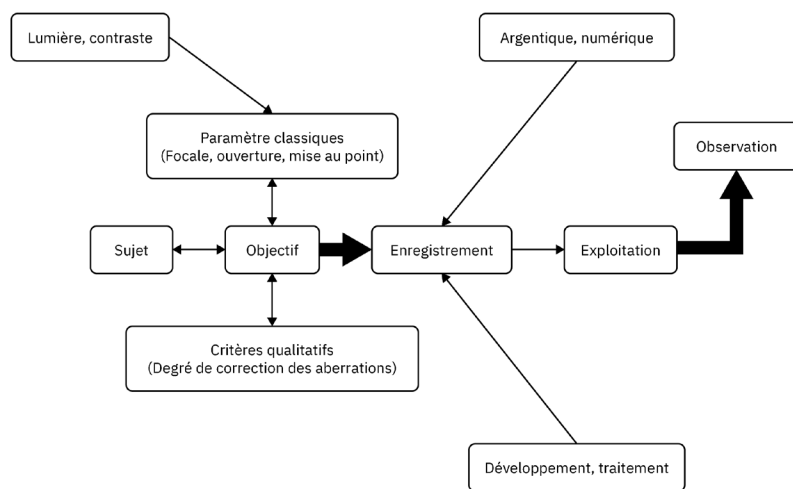 Lumière, contraste
Argentique, numérique
Paramètre classiques
(Focale, ouverture, mise au point)
Observation
Sujet
Objectif
Enregistrement
Exploitation
Critères qualitatifs
(Degré de correction des aberrations)
Développement, traitement